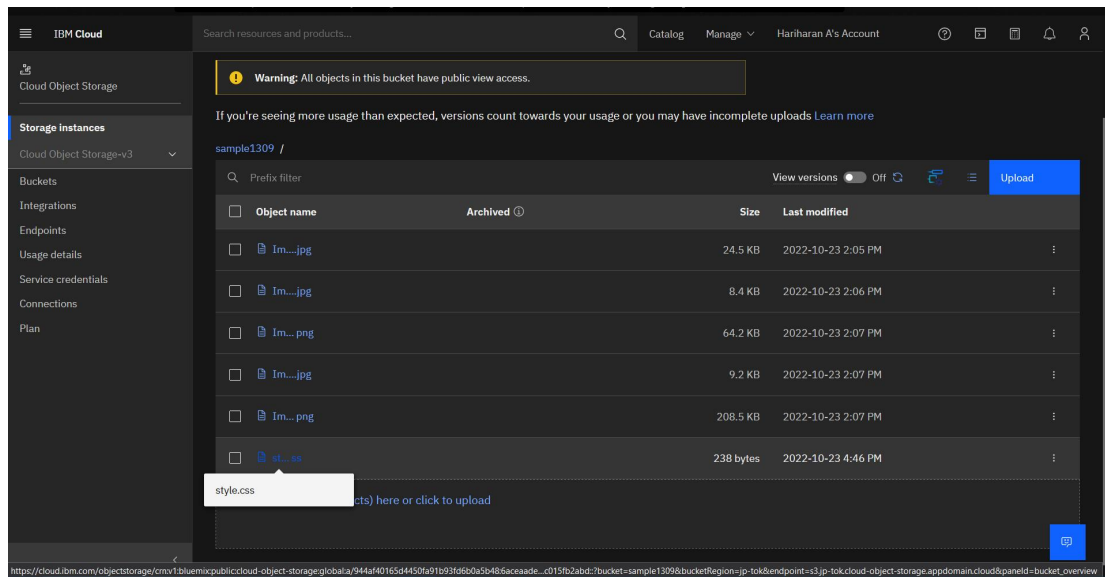 IBM Cloud
Search resources and products...
Catalog
Manage
Hariharan A's Account
Cloud Object Storage
Storage instances
Cloud Object Storage-v3
Buckets
Integrations
Endpoints
Usage details
Service credentials
Connections
Plan
Warning: All objects in this bucket have public view access.
If you're seeing more usage than expected, versions count towards your usage or you may have incomplete uploads Learn more
sample1309 /
Prefix filter
View versions Off
Upload
Object name Archived Size Last modified
Im....jpg 24.5 KB 2022-10-23 2:05 PM
Im....jpg 8.4 KB 2022-10-23 2:06 PM
Im... png 64.2 KB 2022-10-23 2:07 PM
Im....jpg 9.2 KB 2022-10-23 2:07 PM
Im... png 208.5 KB 2022-10-23 2:07 PM
st... ss 238 bytes 2022-10-23 4:46 PM
style.css
cts) here or click to upload
https://cloud.ibm.com/objectstorage/crn:v1:bluemix:public:cloud-object-storage:global:a/944af40165d4450fa91b93fd6b0a5b48:6aceaade...c015fb2abd::?bucket=sample1309&bucketRegion=jp-tok&endpoint=s3.jp-tok.cloud-object-storage.appdomain.cloud&paneId=bucket_overview